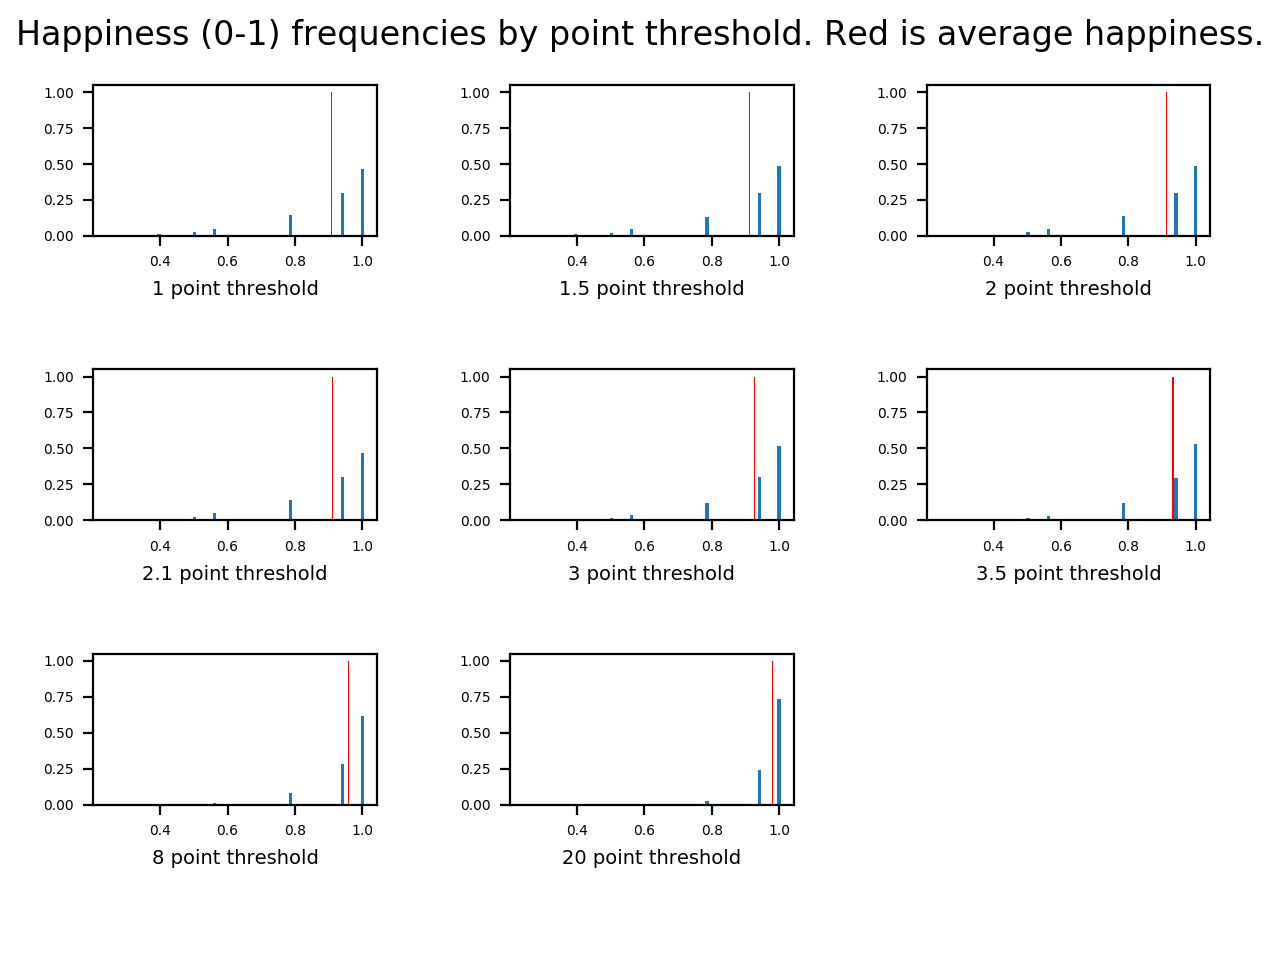 Happiness (0-1) frequencies by point threshold. Red is average happiness.
1.00 0.75 0.50 0.25 0.00
0.4 0.6 0.8 1.0
1 point threshold
1.00 0.75 0.50 0.25 0.00
0.4 0.6 0.8 1.0
1.5 point threshold
1.00 0.75 0.50 0.25 0.00
0.4 0.6 0.8 1.0
2 point threshold
1.00 0.75 0.50 0.25 0.00
0.4 0.6 0.8 1.0
2.1 point threshold
1.00 0.75 0.50 0.25 0.00
0.4 0.6 0.8 1.0
3 point threshold
1.00 0.75 0.50 0.25 0.00
0.4 0.6 0.8 1.0
3.5 point threshold
1.00 0.75 0.50 0.25 0.00
0.4 0.6 0.8 1.0
8 point threshold
1.00 0.75 0.50 0.25 0.00
0.4 0.6 0.8 1.0
20 point threshold